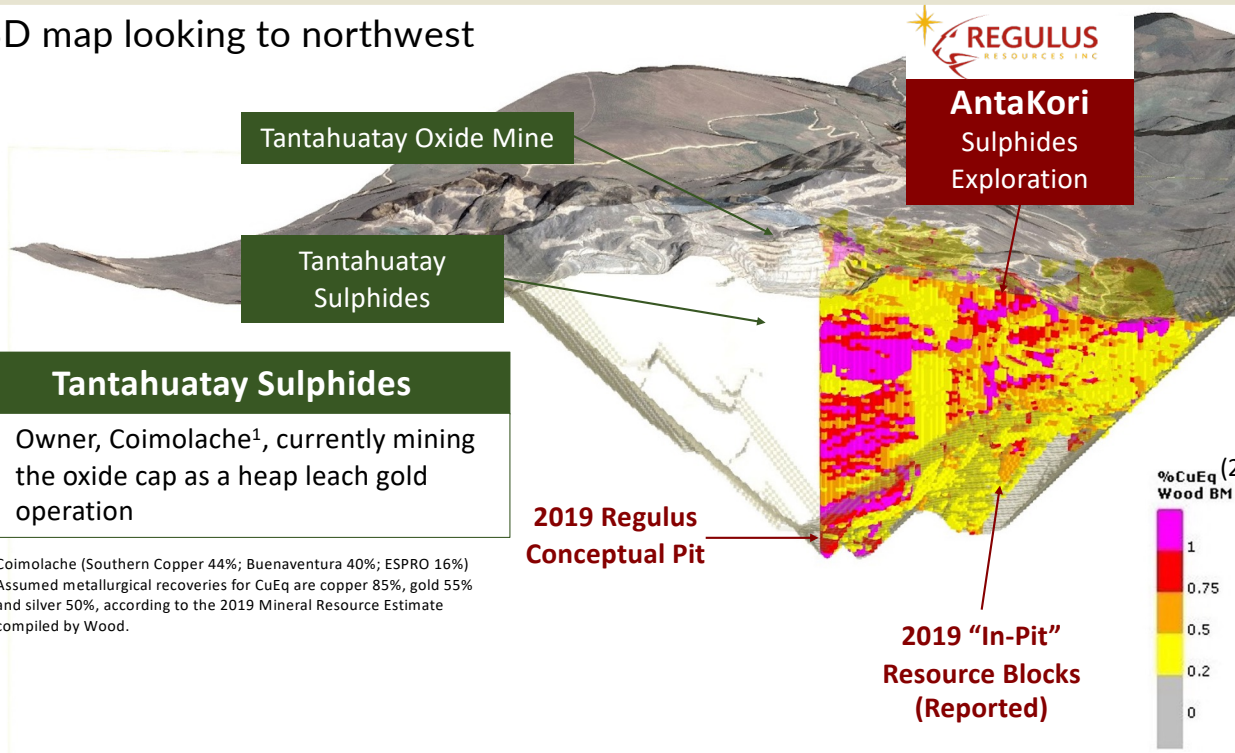 D map looking to northwest
REGULUS
RESOURCES INC
AntaKori
Sulphides
Exploration
Tantahuatay Oxide Mine
Tantahuatay
Sulphides
Tantahuatay Sulphides
Owner, Coimolache¹, currently mining
the oxide cap as a heap leach gold
operation
Coimolache (Southern Copper 44%; Buenaventura 40%; ESPRO 16%)
Assumed metallurgical recoveries for CuEq are copper 85%, gold 55%
and silver 50%, according to the 2019 Mineral Resource Estimate
compiled by Wood.
2019 Regulus
Conceptual Pit
2019 “In-Pit”
Resource Blocks
(Reported)
%CuEq (2
Wood BM
1
0.75
0.5
0.2
0